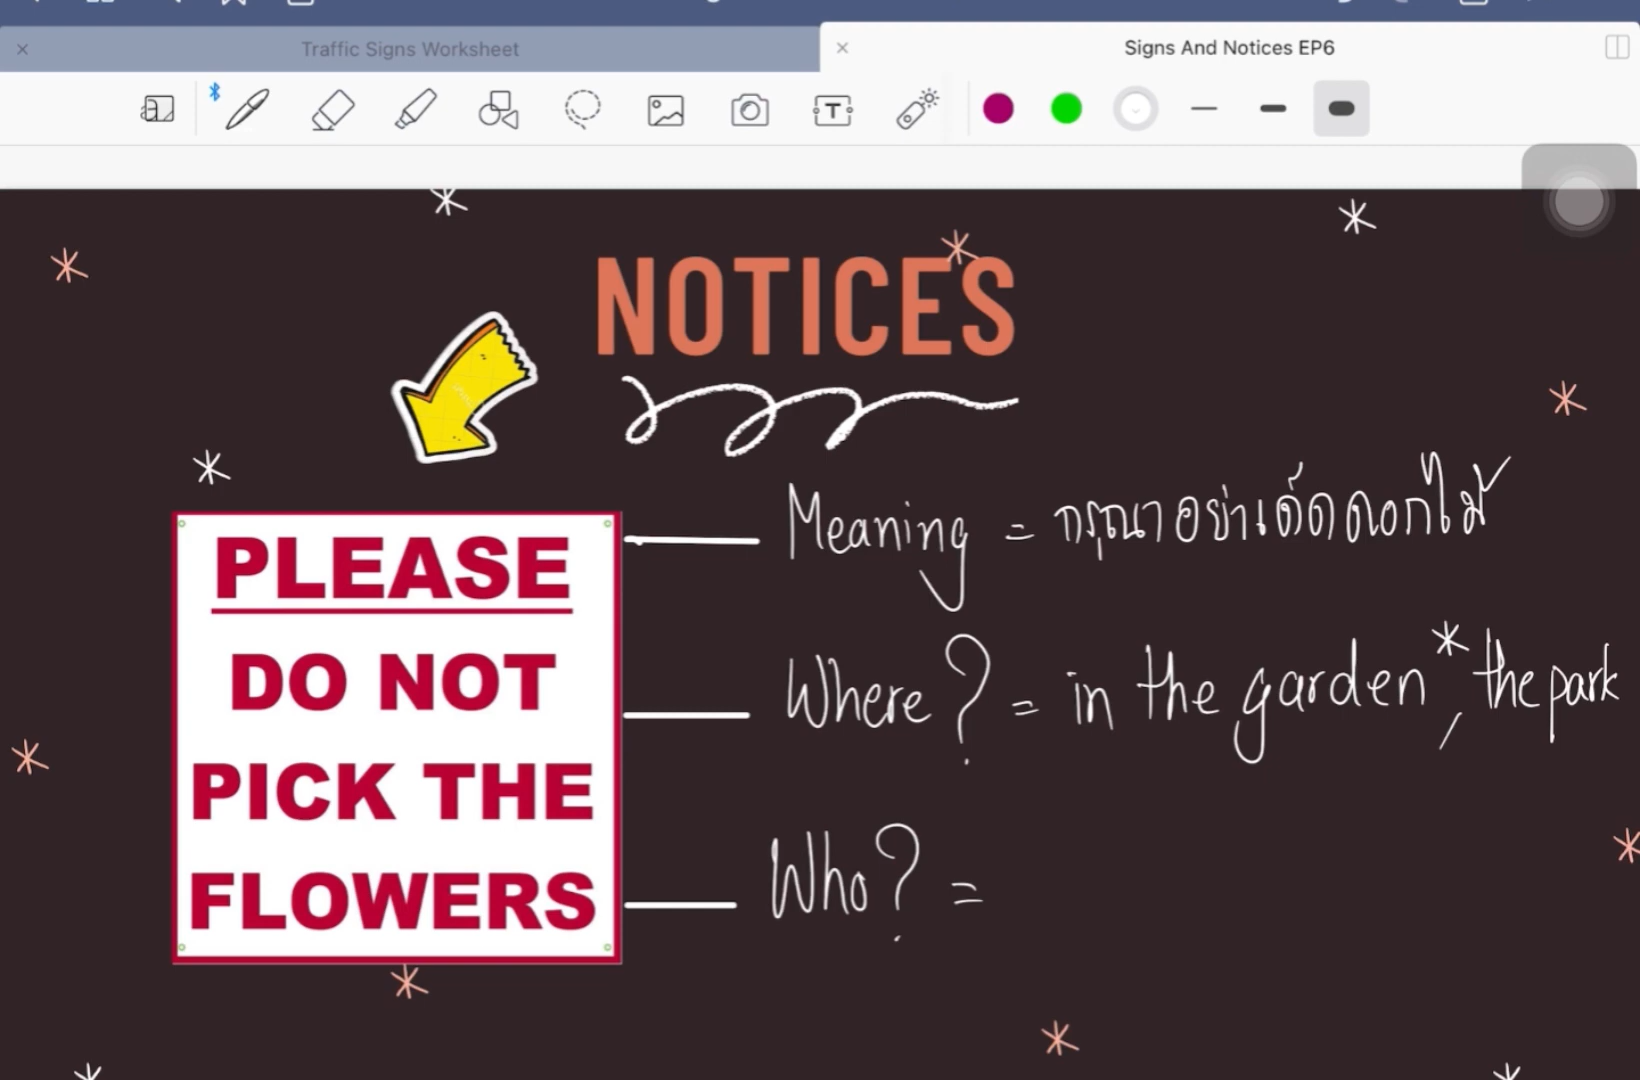 Traffic Signs Worksheet
Signs And Notices EP6
NOTICES
PLEASE
DO NOT
PICK THE
FLOWERS
Meaning = กรุณาอย่าเด็ดดอกไม้
Where? = in the garden, the park
Who? =